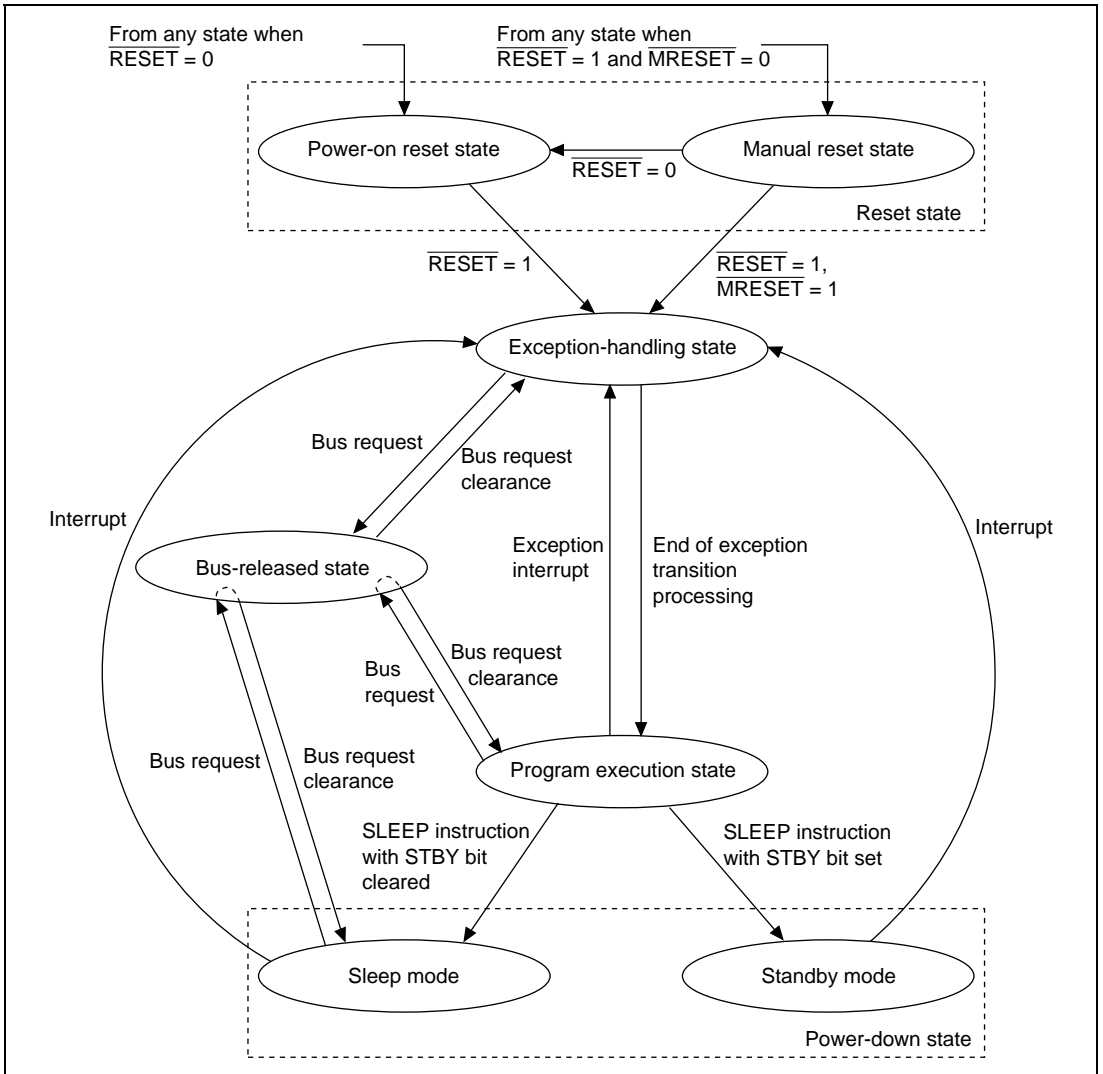 From any state when
RESET = 0
From any state when
RESET = 1 and MRESET = 0
Power-on reset state
Manual reset state
RESET = 0
Reset state
RESET = 1
RESET = 1,
MRESET = 1
Exception-handling state
Bus request
Bus request
clearance
Interrupt
Interrupt
Bus-released state
Exception
interrupt
End of exception
transition
processing
Bus
request
Bus request
clearance
Bus request
Bus request
clearance
Program execution state
SLEEP instruction
with STBY bit
cleared
SLEEP instruction
with STBY bit set
Sleep mode
Standby mode
Power-down state